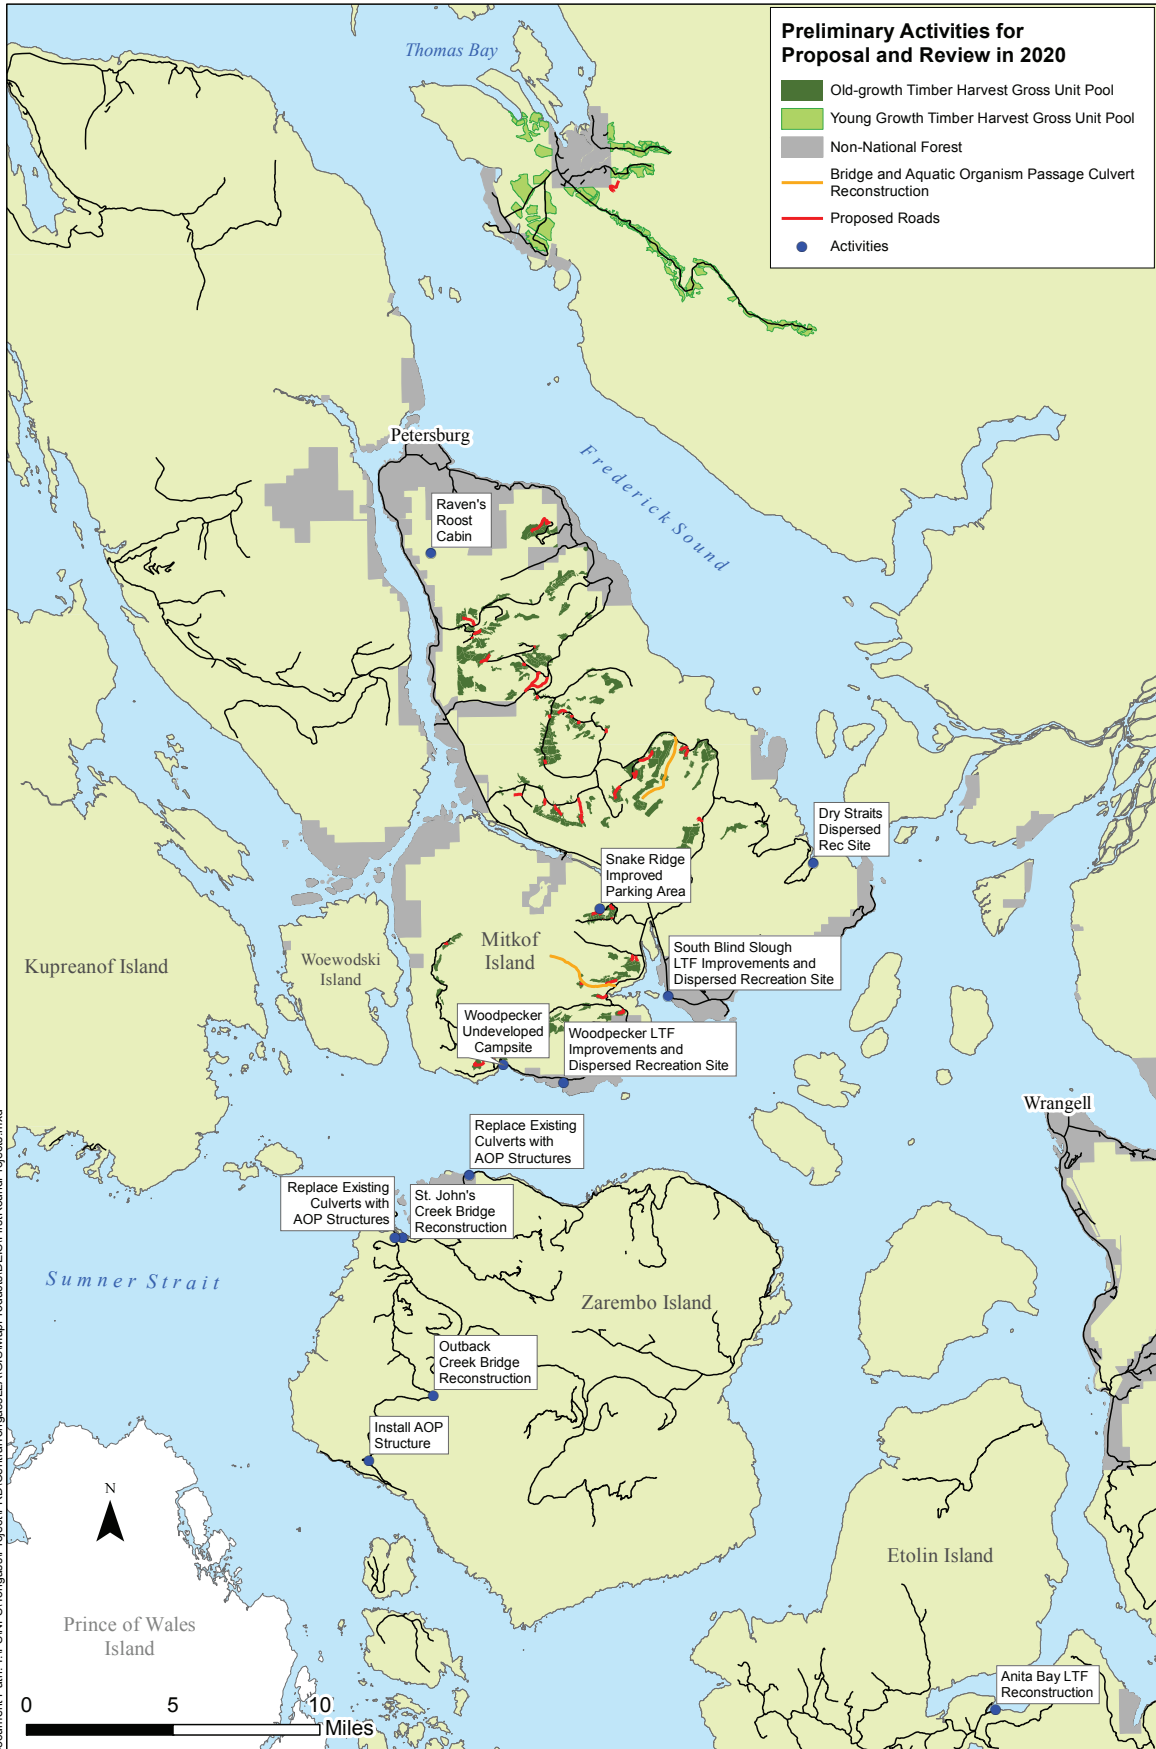 Preliminary Activities for
Proposal and Review in 2020
Old-growth Timber Harvest Gross Unit Pool
Young Growth Timber Harvest Gross Unit Pool
Non-National Forest
Bridge and Aquatic Organism Passage Culvert
Reconstruction
Proposed Roads
Activities
Thomas Bay
Petersburg
Frederick Sound
Raven's
Roost
Cabin
Dry Straits
Dispersed
Rec Site
Snake Ridge
Improved
Parking Area
Mitkof
Island
South Blind Slough
LTF Improvements and
Dispersed Recreation Site
Kupreanof Island
Woewodski
Island
Woodpecker
Undeveloped
Campsite
Woodpecker LTF
Improvements and
Dispersed Recreation Site
Wrangell
Replace Existing
Culverts with
AOP Structures
Replace Existing
Culverts with
AOP Structures
St. John's
Creek Bridge
Reconstruction
Sumner Strait
Zarembo Island
Outback
Creek Bridge
Reconstruction
Install AOP
Structure
N
Etolin Island
Prince of Wales
Island
Anita Bay LTF
Reconstruction
0 5 10
Miles